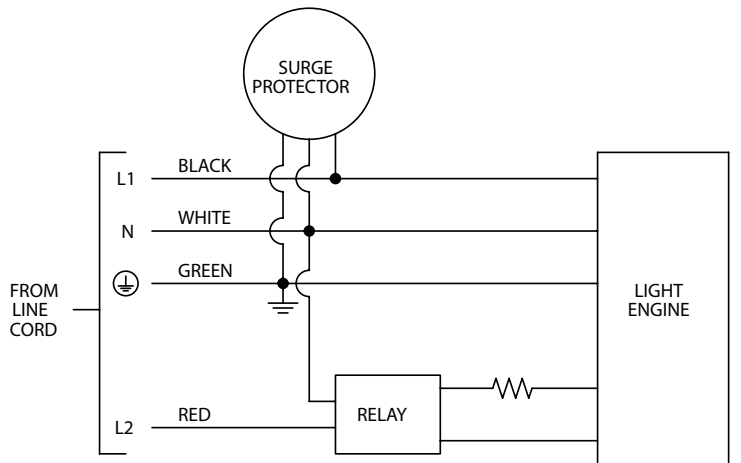 SURGE
PROTECTOR
L1
BLACK
N
WHITE
GREEN
FROM
LINE
CORD
LIGHT
ENGINE
L2
RED
RELAY